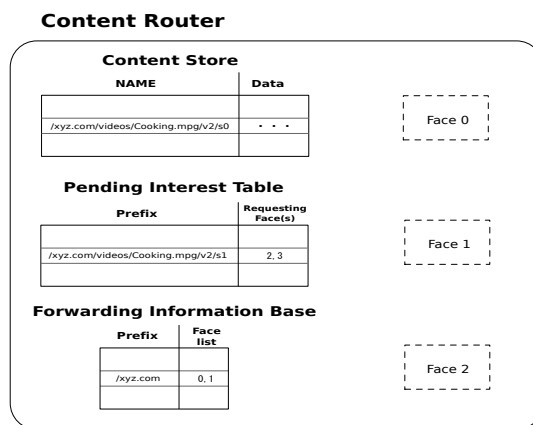 Content Router
Content Store
NAME Data
/xyz.com/videos/Cooking.mpg/v2/s0 . . .
Face 0
Pending Interest Table
Prefix Requesting Face(s)
/xyz.com/videos/Cooking.mpg/v2/s1 2,3
Face 1
Forwarding Information Base
Prefix Face list
/xyz.com 0,1
Face 2